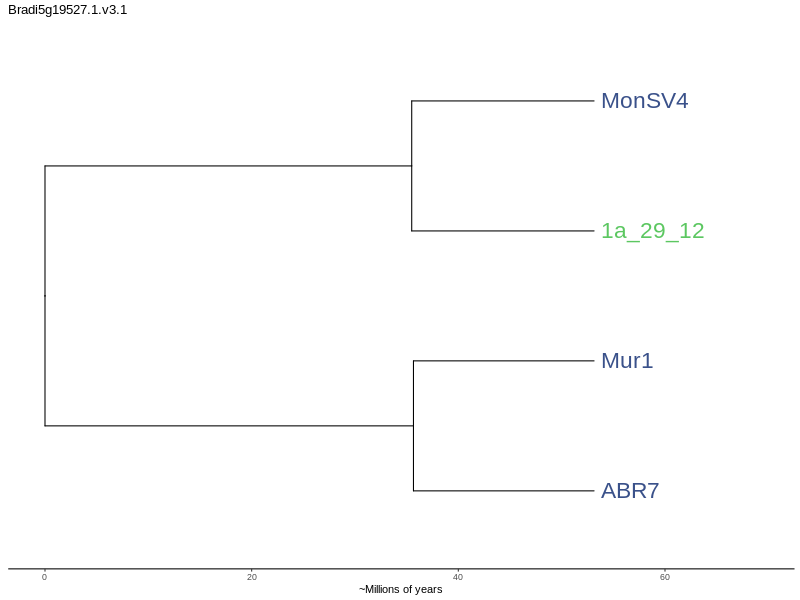 Bradi5g19527.1.v3.1
MonSV4
1a_29_12
Mur1
ABR7
0 20 40 60
~Millions of years